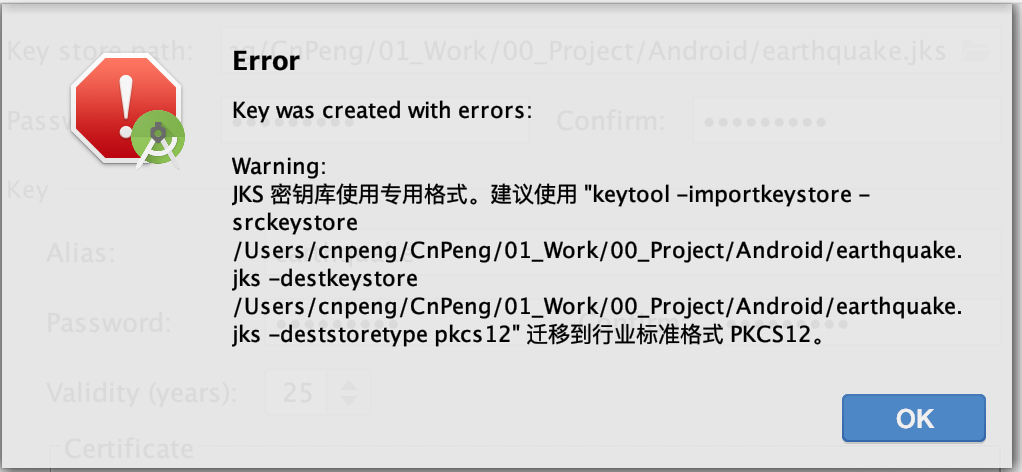 Key store path:
ng/CnPeng/01_Work/00_Project/Android/earthquake.jks
Error
Key was created with errors:
Confirm:
Warning:
Key
JKS 密钥库使用专用格式。建议使用 "keytool -importkeystore -
srckeystore
/Users/cnpeng/CnPeng/01_Work/00_Project/Android/earthquake.
Alias:
jks -destkeystore
/Users/cnpeng/CnPeng/01_Work/00_Project/Android/earthquake.
Password:
jks -deststoretype pkcs12" 迁移到行业标准格式 PKCS12。
Validity (years):
25
OK
Certificate